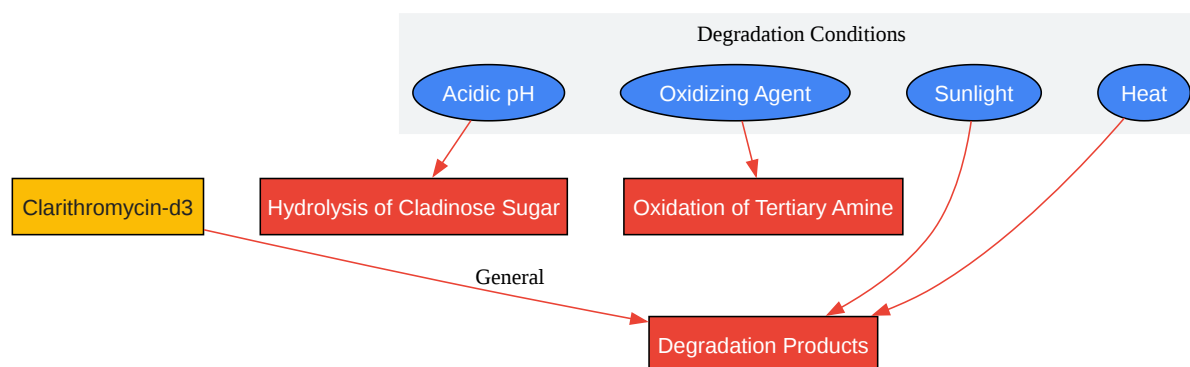 Degradation Conditions
Acidic pH
Oxidizing Agent
Sunlight
Heat
Clarithromycin-d3
Hydrolysis of Cladinose Sugar
Oxidation of Tertiary Amine
General
Degradation Products